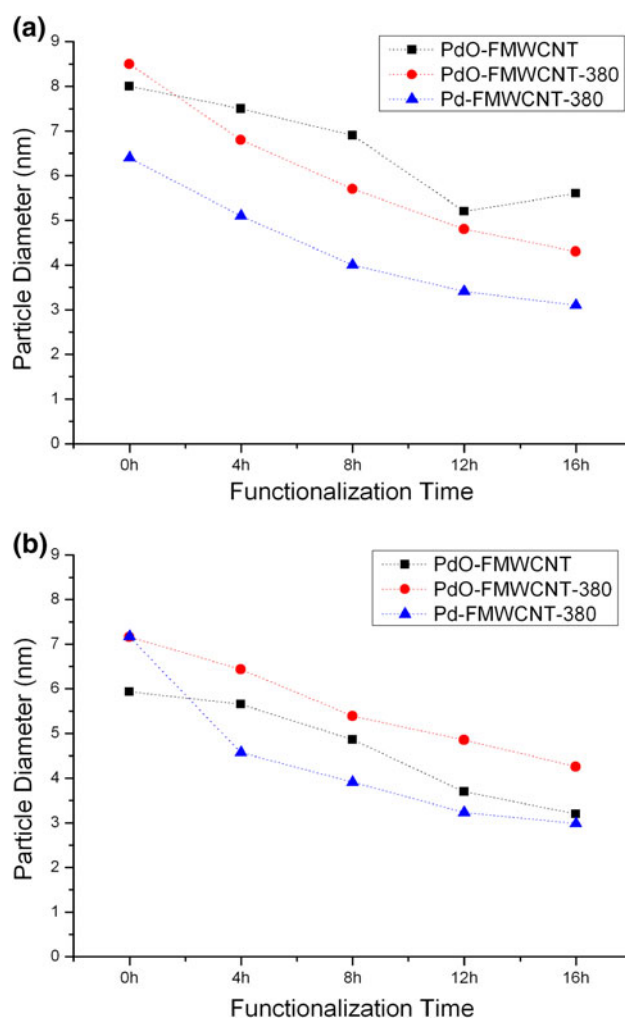 (a)
9
8
7
6
5
4
3
2
1
0
Particle Diameter (nm)
PdO-FMWCNT
PdO-FMWCNT-380
Pd-FMWCNT-380
0h 4h 8h 12h 16h
Functionalization Time
(b)
9
8
7
6
5
4
3
2
1
0
Particle Diameter (nm)
PdO-FMWCNT
PdO-FMWCNT-380
Pd-FMWCNT-380
0h 4h 8h 12h 16h
Functionalization Time